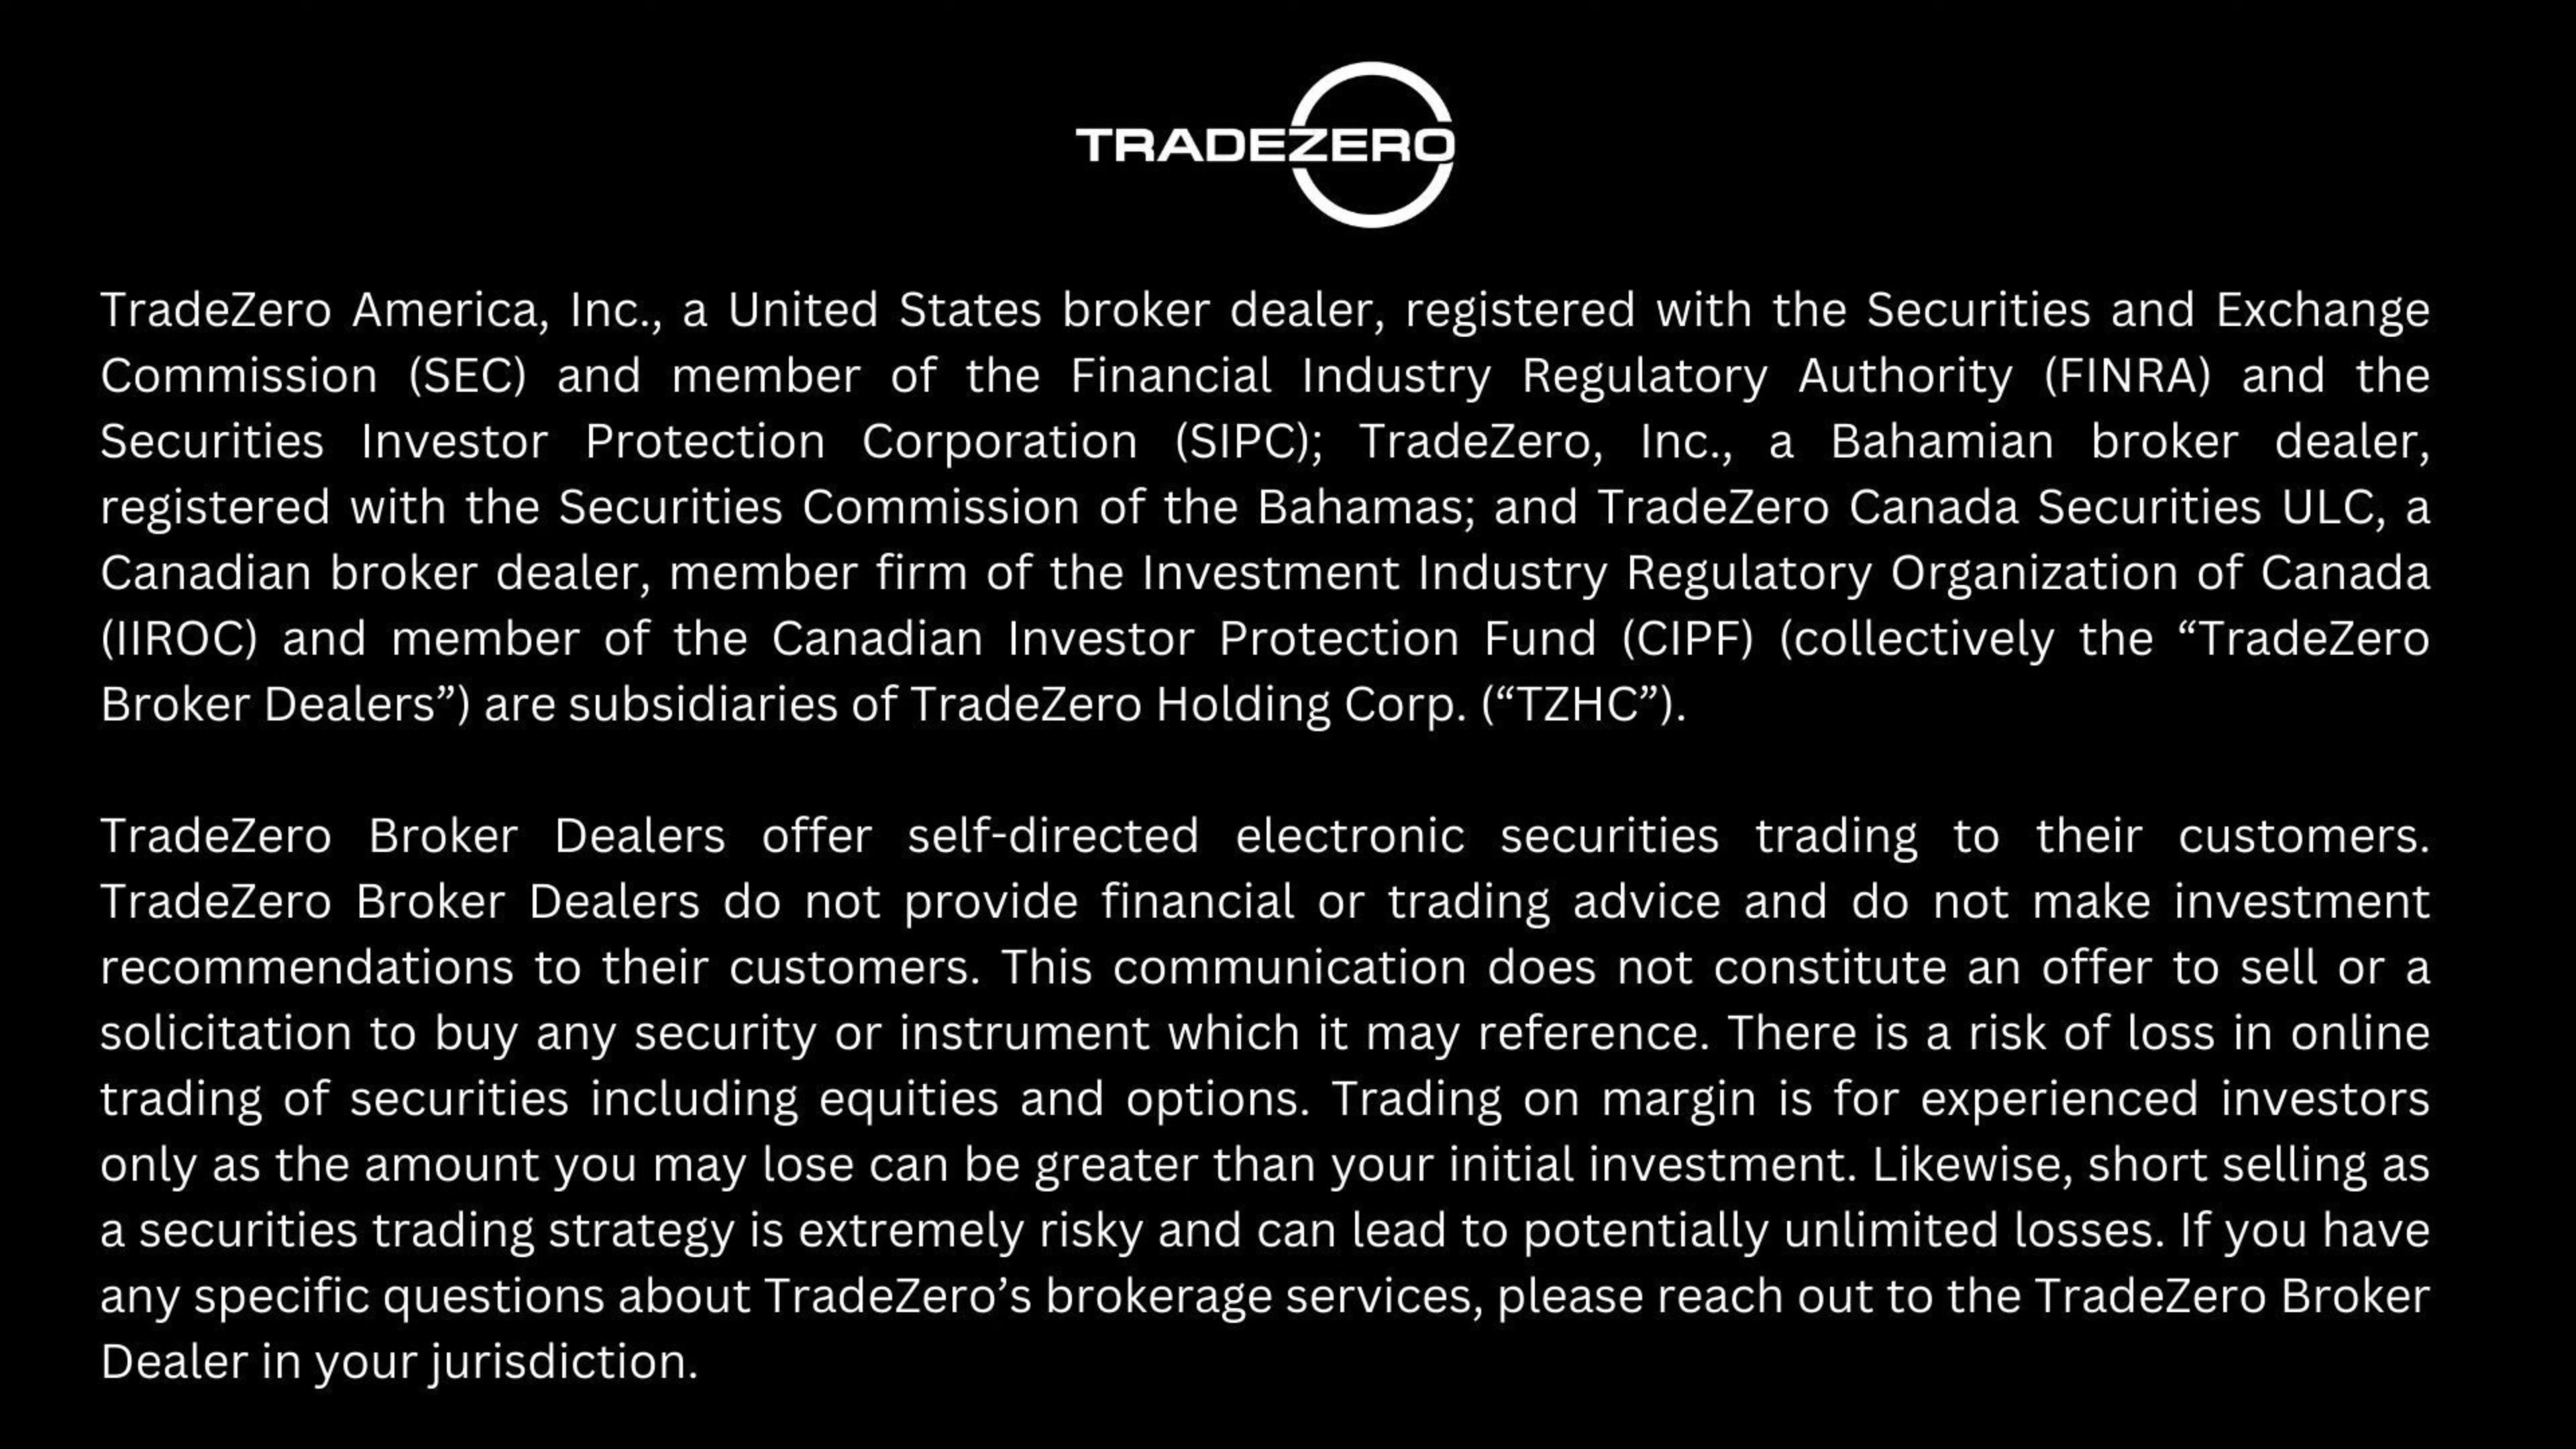 TRADEZERO
TradeZero America, Inc., a United States broker dealer, registered with the Securities and Exchange
Commission (SEC) and member of the Financial Industry Regulatory Authority (FINRA) and the
Securities Investor Protection Corporation (SIPC); TradeZero, Inc., a Bahamian broker dealer,
registered with the Securities Commission of the Bahamas; and TradeZero Canada Securities ULC, a
Canadian broker dealer, member firm of the Investment Industry Regulatory Organization of Canada
(IIROC) and member of the Canadian Investor Protection Fund (CIPF) (collectively the “TradeZero
Broker Dealers”) are subsidiaries of TradeZero Holding Corp. (“TZHC”).
TradeZero Broker Dealers offer self-directed electronic securities trading to their customers.
TradeZero Broker Dealers do not provide financial or trading advice and do not make investment
recommendations to their customers. This communication does not constitute an offer to sell or a
solicitation to buy any security or instrument which it may reference. There is a risk of loss in online
trading of securities including equities and options. Trading on margin is for experienced investors
only as the amount you may lose can be greater than your initial investment. Likewise, short selling as
a securities trading strategy is extremely risky and can lead to potentially unlimited losses. If you have
any specific questions about TradeZero’s brokerage services, please reach out to the TradeZero Broker
Dealer in your jurisdiction.